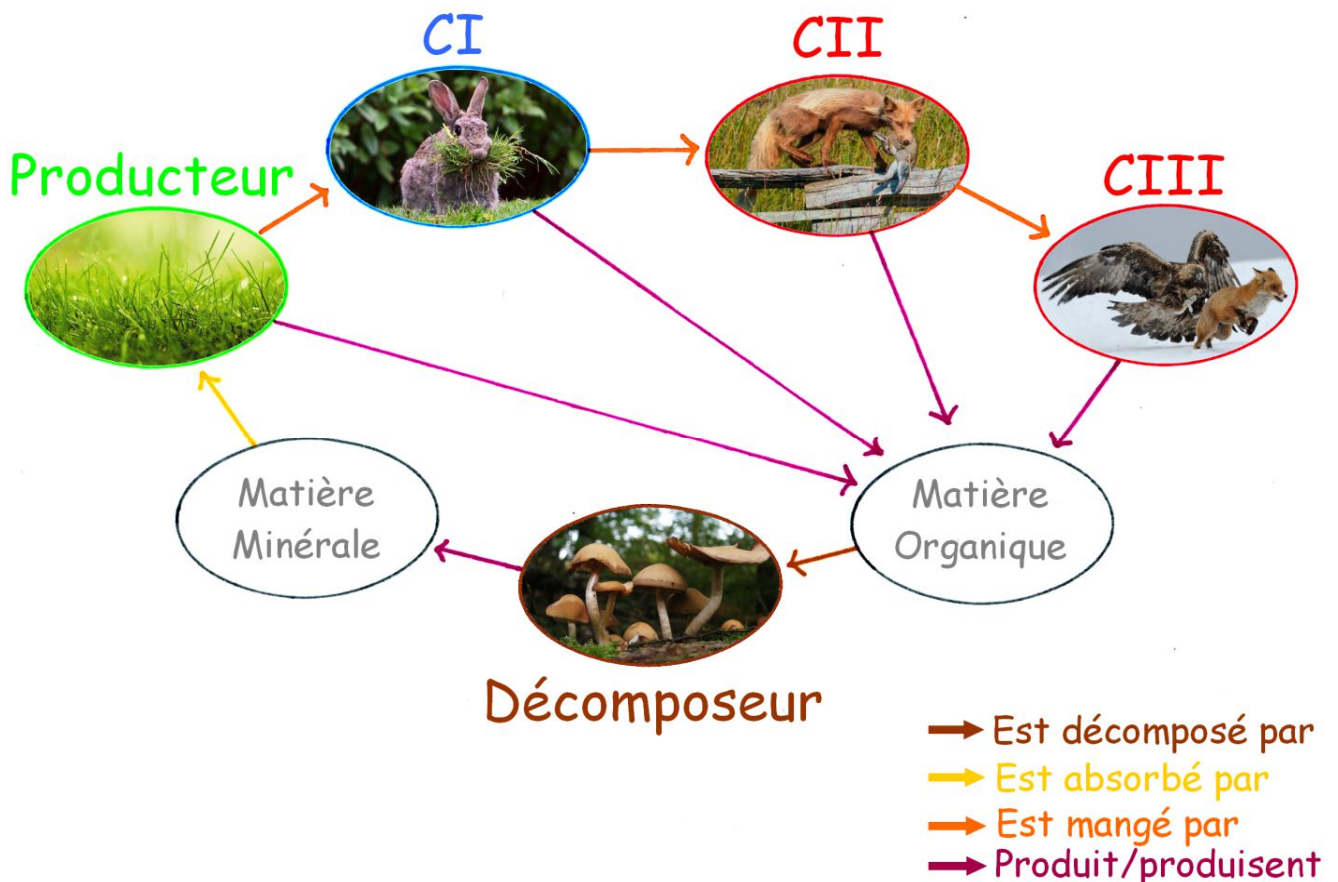 CI
CII
CIII
Producteur
Matière
Minérale
Matière
Organique
Décomposeur
Est décomposé par
Est absorbé par
Est mangé par
Produit/produisent